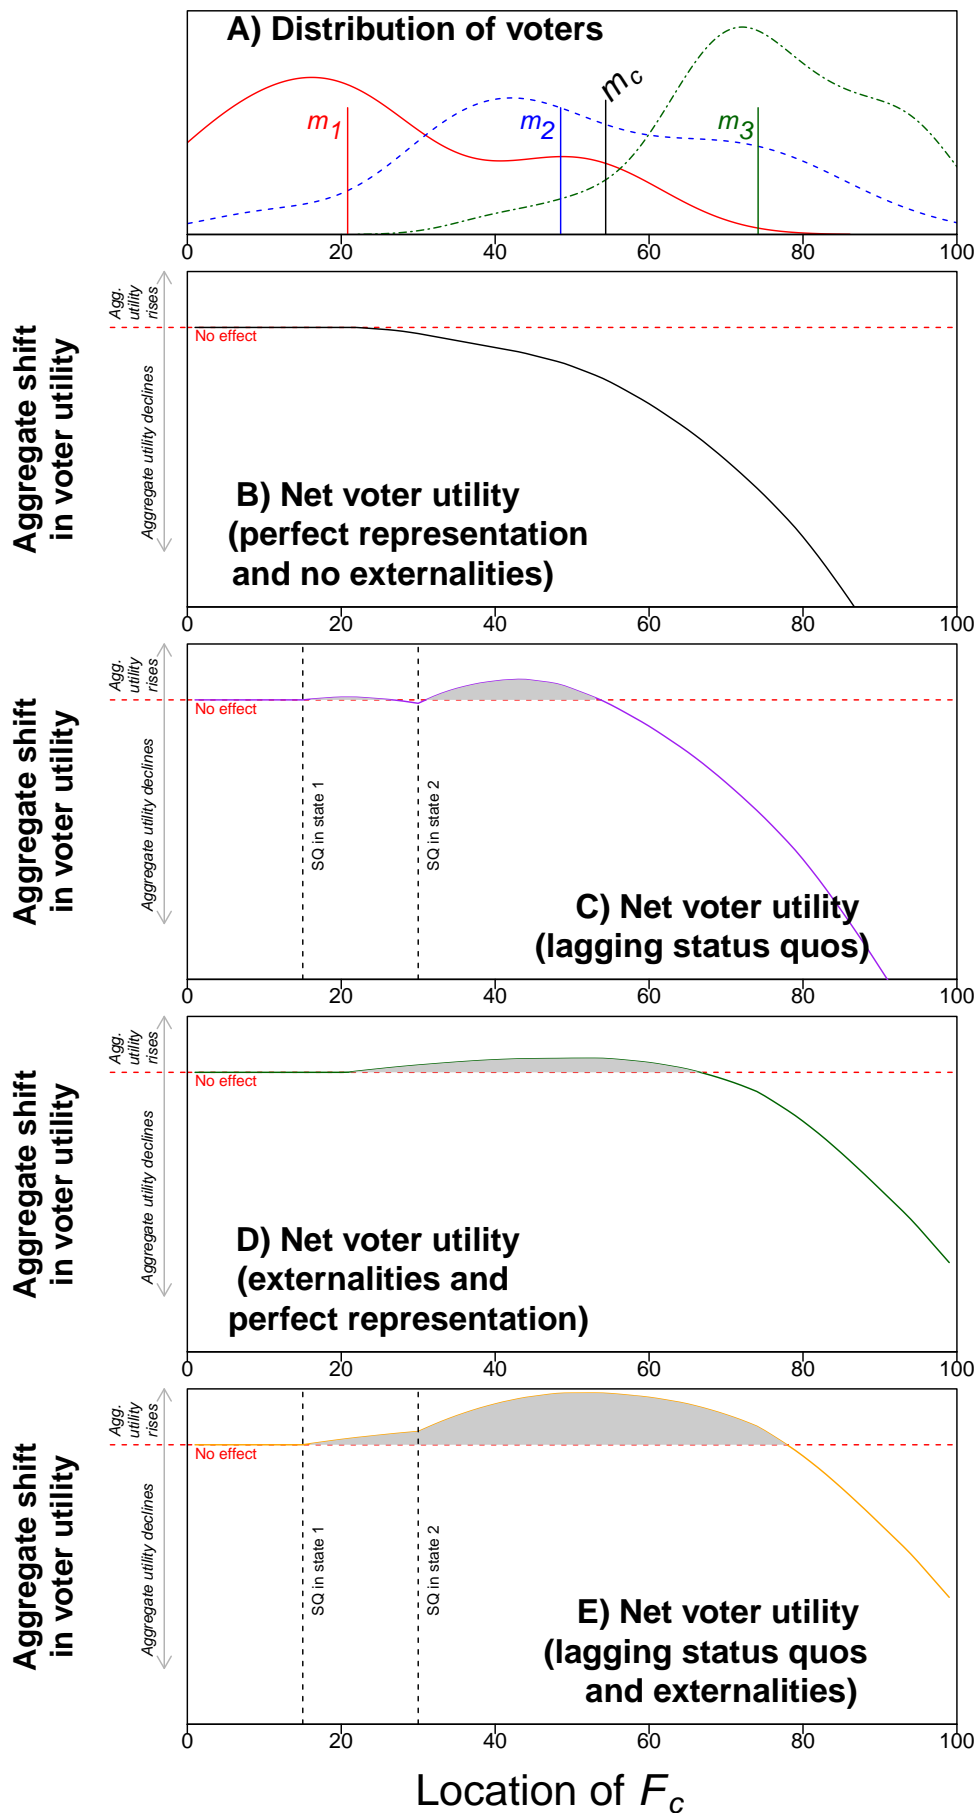 A) Distribution of voters
m1
m2
mc
m3
0 20 40 60 80 100
Aggregate shift
in voter utility
Agg.
utility
rises
Aggregate utility declines
No effect
B) Net voter utility
(perfect representation
and no externalities)
0 20 40 60 80 100
Aggregate shift
in voter utility
Agg.
utility
rises
Aggregate utility declines
No effect
SQ in state 1
SQ in state 2
C) Net voter utility
(lagging status quos)
0 20 40 60 80 100
Aggregate shift
in voter utility
Agg.
utility
rises
Aggregate utility declines
No effect
D) Net voter utility
(externalities and
perfect representation)
0 20 40 60 80 100
Aggregate shift
in voter utility
Agg.
utility
rises
Aggregate utility declines
No effect
SQ in state 1
SQ in state 2
E) Net voter utility
(lagging status quos
and externalities)
0 20 40 60 80 100
Location of Fc